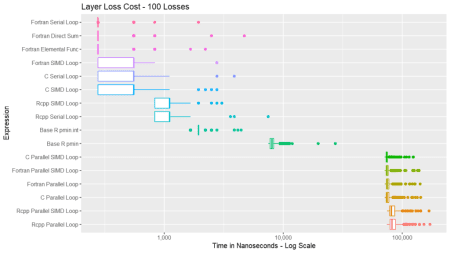 Layer Loss Cost - 100 Losses
Expression
Fortran Serial Loop
Fortran Direct Sum
Fortran Elemental Func
Fortran SIMD Loop
C Serial Loop
C SIMD Loop
Rcpp SIMD Loop
Rcpp Serial Loop
Base R pmin.int
Base R pmin
C Parallel SIMD Loop
Fortran Parallel SIMD Loop
Fortran Parallel Loop
C Parallel Loop
Rcpp Parallel SIMD Loop
Rcpp Parallel Loop
1,000
10,000
100,000
Time in Nanoseconds - Log Scale